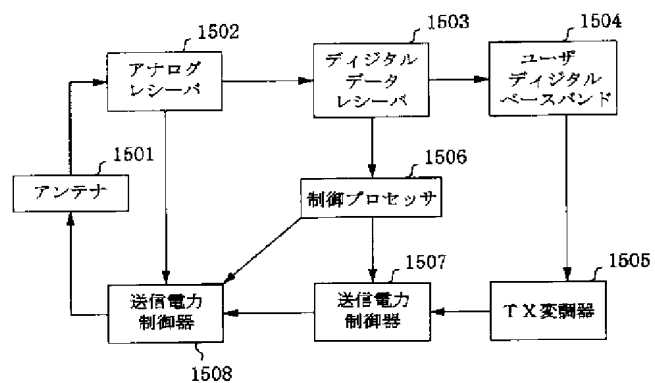 1502
アナログ
レシーバ
1503
ディジタル
データ
レシーバ
1504
ユーザ
ディジタル
ベースバンド
1501
アンテナ
1506
制御プロセッサ
1508
送信電力
制御器
1507
送信電力
制御器
1505
TX変調器